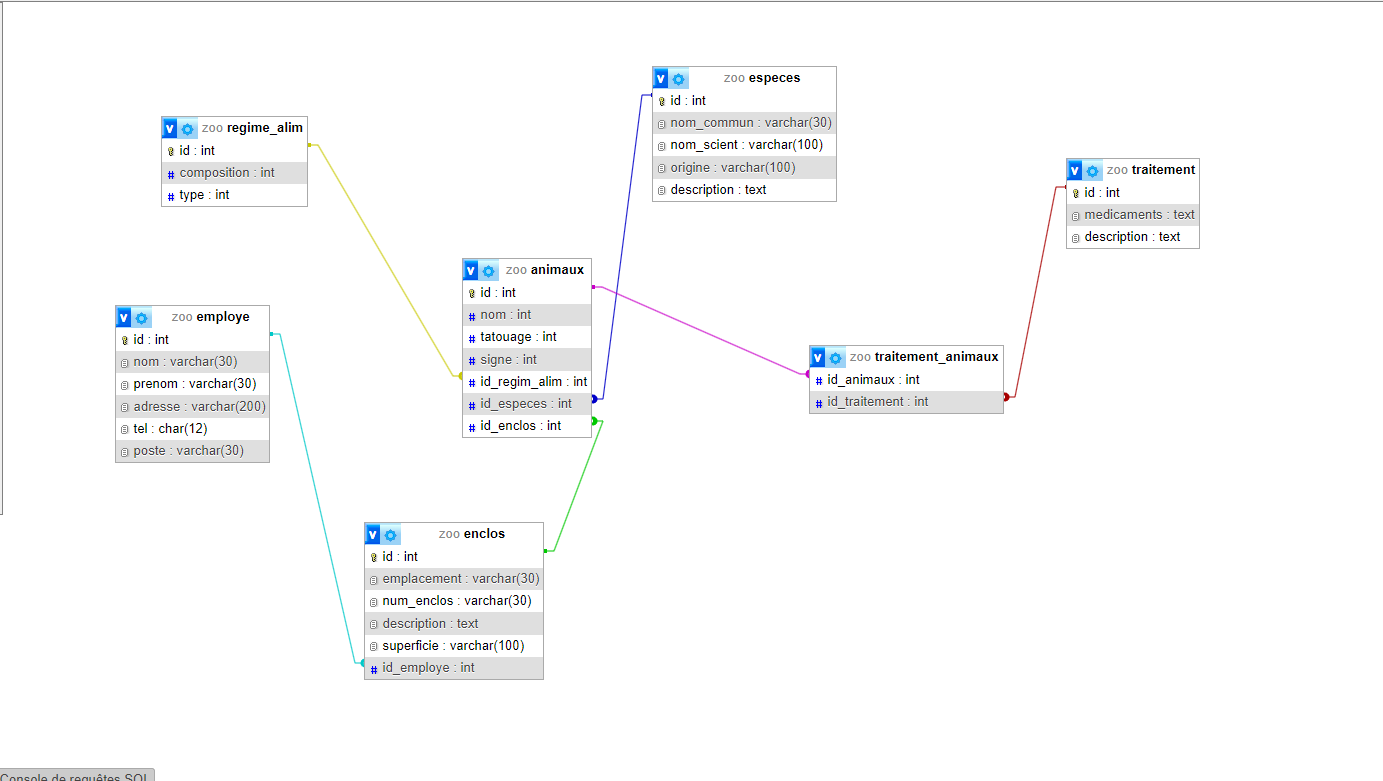 zoo especes
id : int
nom_commun : varchar(30)
nom_scient : varchar(100)
origine : varchar(100)
description : text
zoo regime_alim
id : int
composition : int
type : int
zoo traitement
id : int
medicaments : text
description : text
zoo animaux
id : int
nom : int
tatouage : int
signe : int
id_regim_alim : int
id_especes : int
id_enclos : int
zoo employe
id : int
nom : varchar(30)
prenom : varchar(30)
adresse : varchar(200)
tel : char(12)
poste : varchar(30)
zoo traitement_animaux
id_animaux : int
id_traitement : int
zoo enclos
id : int
emplacement : varchar(30)
num_enclos : varchar(30)
description : text
superficie : varchar(100)
id_employe : int
Console de requêtes SQL